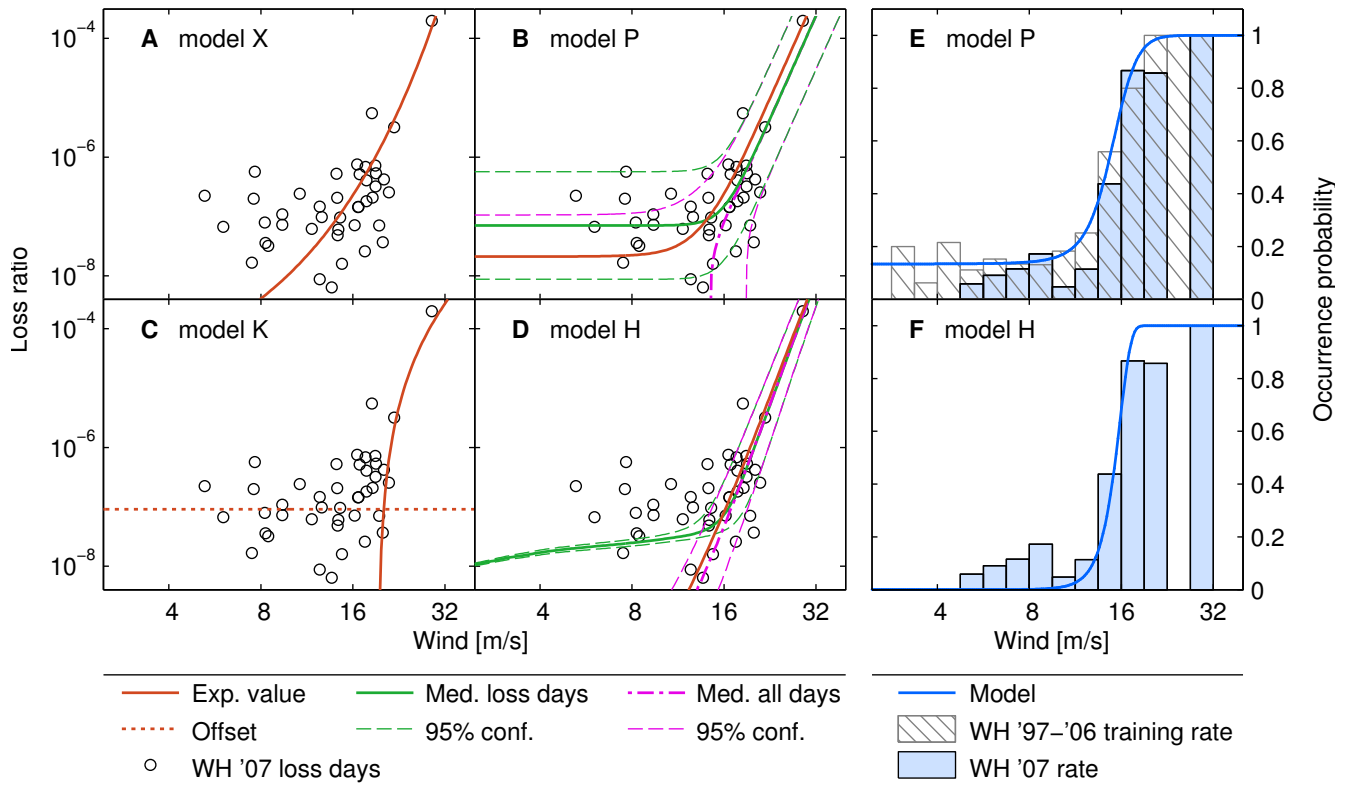 A model X
B model P
E model P
C model K
D model H
F model H
10−4
10−6
10−8
10−4
10−6
10−8
Loss ratio
1
0.8
0.6
0.4
0.2
0
1
0.8
0.6
0.4
0.2
0
Occurrence probability
4 8 16 32
4 8 16 32
4 8 16 32
Wind [m/s]
Wind [m/s]
Exp. value
Med. loss days
Med. all days
Offset
95% conf.
95% conf.
WH '07 loss days
Model
WH '97−'06 training rate
WH '07 rate